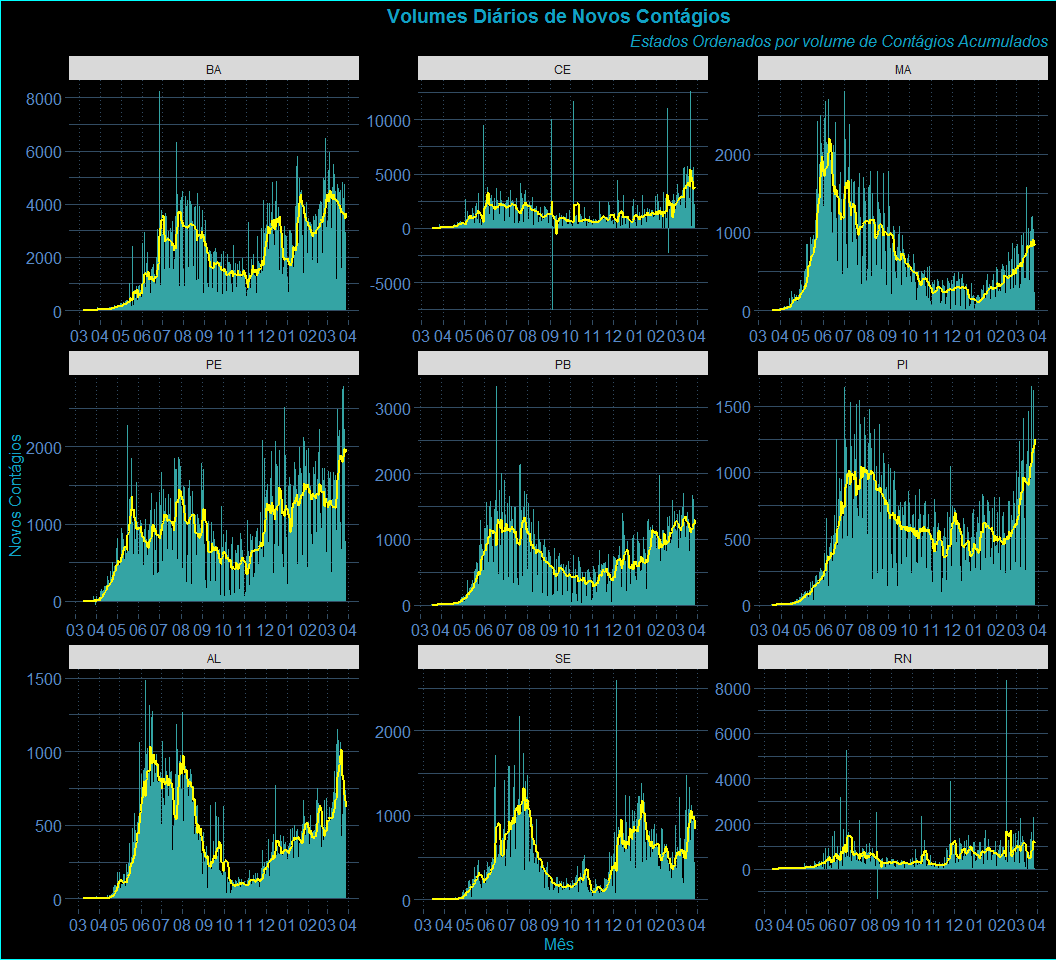 Volumes Diários de Novos Contágios
Estados Ordenados por volume de Contágios Acumulados
BA
CE
MA
8000
6000
4000
2000
0
10000
5000
0
-5000
2000
1000
0
03 04 05 06 07 08 09 10 11 12 01 02 03 04
03 04 05 06 07 08 09 10 11 12 01 02 03 04
03 04 05 06 07 08 09 10 11 12 01 02 03 04
PE
PB
PI
2000
1000
0
3000
2000
1000
0
1500
1000
500
0
03 04 05 06 07 08 09 10 11 12 01 02 03 04
03 04 05 06 07 08 09 10 11 12 01 02 03 04
03 04 05 06 07 08 09 10 11 12 01 02 03 04
AL
SE
RN
1500
1000
500
0
2000
1000
0
8000
6000
4000
2000
0
03 04 05 06 07 08 09 10 11 12 01 02 03 04
03 04 05 06 07 08 09 10 11 12 01 02 03 04
03 04 05 06 07 08 09 10 11 12 01 02 03 04
Novos Contágios
Mês